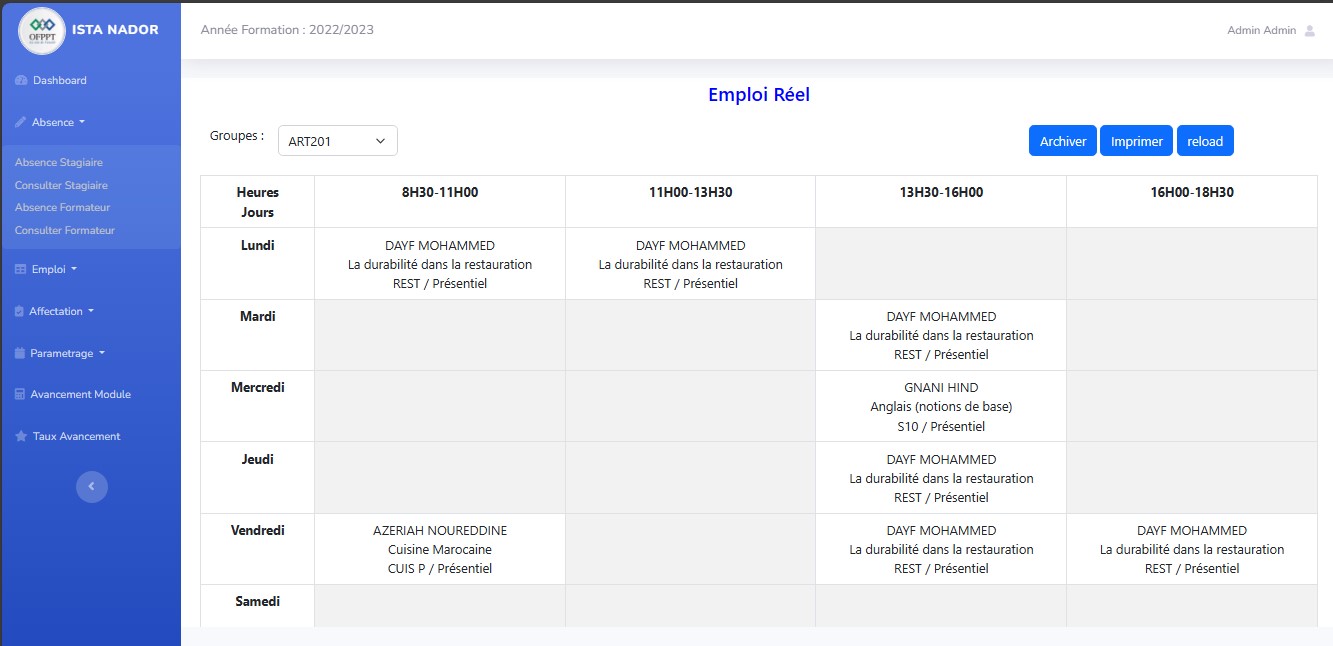 OFPPT
ISTA NADOR
Année Formation : 2022/2023
Admin Admin
Dashboard
Absence
Absence Stagiaire
Consulter Stagiaire
Absence Formateur
Consulter Formateur
Emploi
Affectation
Parametrage
Avancement Module
Taux Avancement
Emploi Réel
Groupes :
ART201
Archiver
Imprimer
reload
Heures
Jours
8H30-11H00
11H00-13H30
13H30-16H00
16H00-18H30
Lundi
DAYF MOHAMMED
La durabilité dans la restauration
REST / Présentiel
DAYF MOHAMMED
La durabilité dans la restauration
REST / Présentiel
Mardi
DAYF MOHAMMED
La durabilité dans la restauration
REST / Présentiel
Mercredi
GNANI HIND
Anglais (notions de base)
S10 / Présentiel
Jeudi
DAYF MOHAMMED
La durabilité dans la restauration
REST / Présentiel
Vendredi
AZERIAH NOUREDDINE
Cuisine Marocaine
CUIS P / Présentiel
DAYF MOHAMMED
La durabilité dans la restauration
REST / Présentiel
DAYF MOHAMMED
La durabilité dans la restauration
REST / Présentiel
Samedi